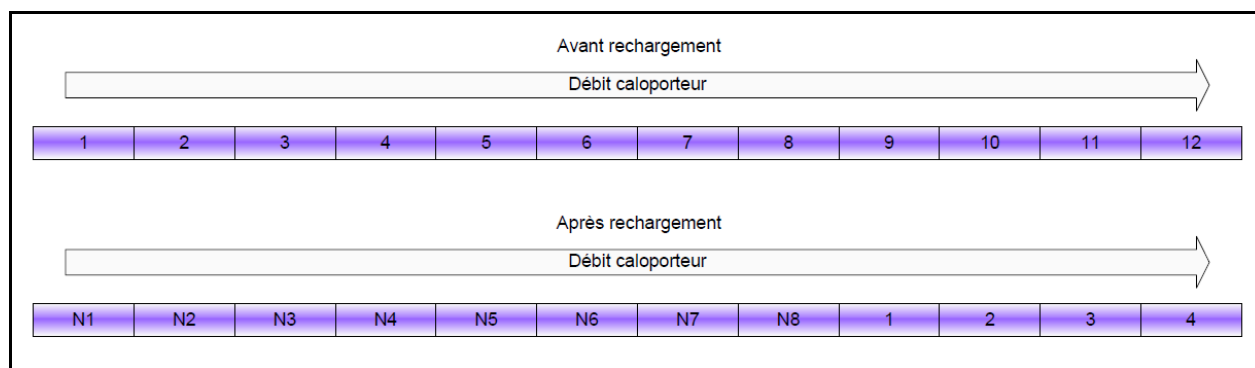 Avant rechargement
Débit caloporteur
1 2 3 4 5 6 7 8 9 10 11 12
Après rechargement
Débit caloporteur
N1 N2 N3 N4 N5 N6 N7 N8 1 2 3 4